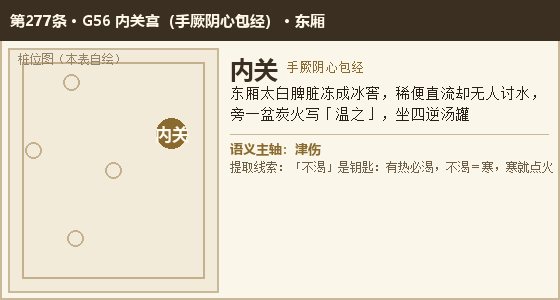 第277条·G56 内关宫（手厥阴心包经）·东厢
桩位图（本表自绘）
内关
内关 手厥阴心包经
东厢太白脾脏冻成冰窖，稀便直流却无人讨水，
旁一盆炭火写「温之」，坐四逆汤罐
语义主轴：津伤
提取线索：「不渴」是钥匙：有热必渴，不渴＝寒，寒就点火